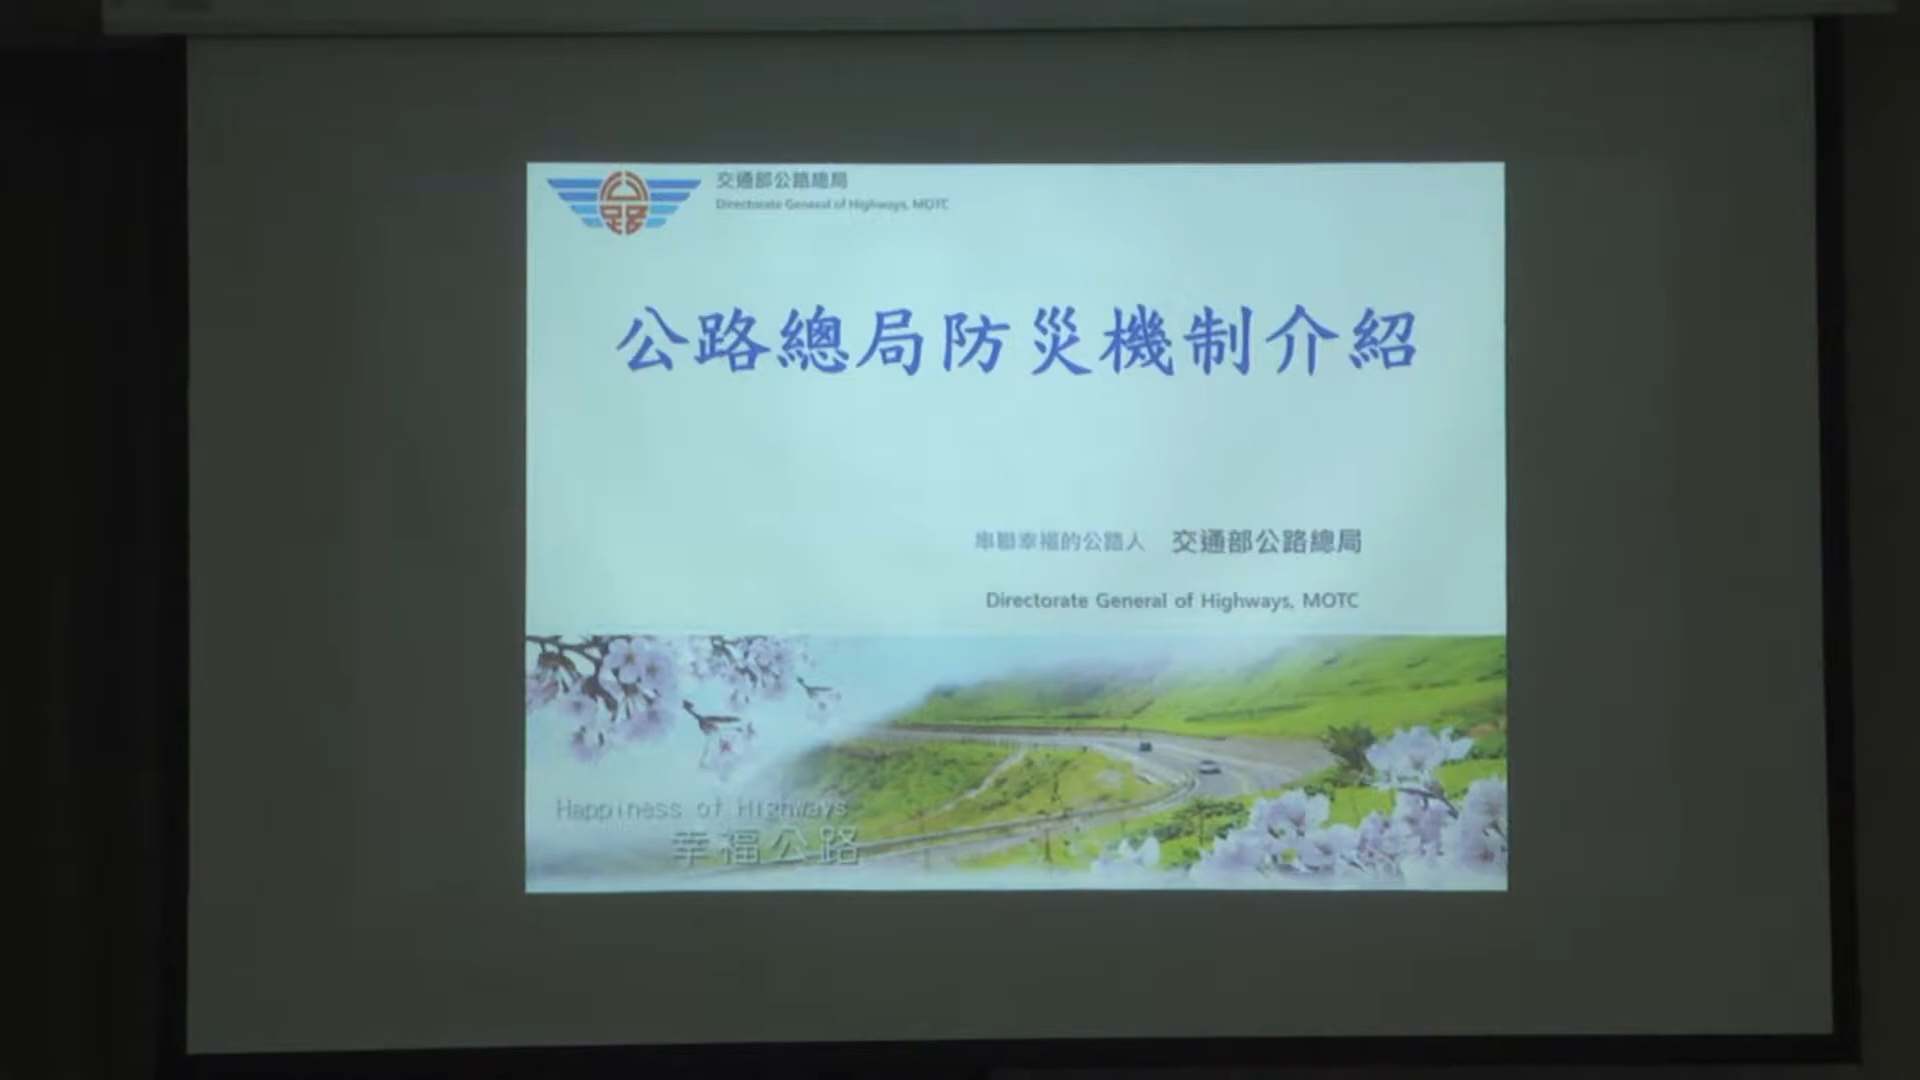 公路
交通部公路總局
Directorate General of Highways, MOTC
公路總局防災機制介紹
串聯幸福的公路人 交通部公路總局
Directorate General of Highways, MOTC
Happiness of Highways
幸福公路